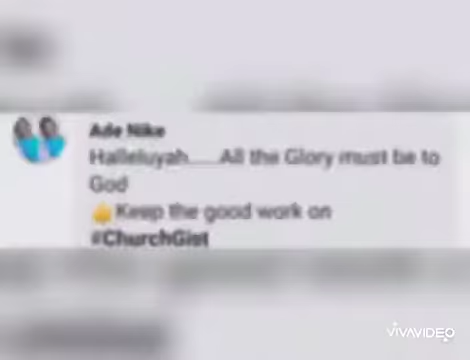 Ade Nike
Halleluyah.....All the Glory must be to
God
Keep the good work on
#ChurchGist
VIVAVIDEO